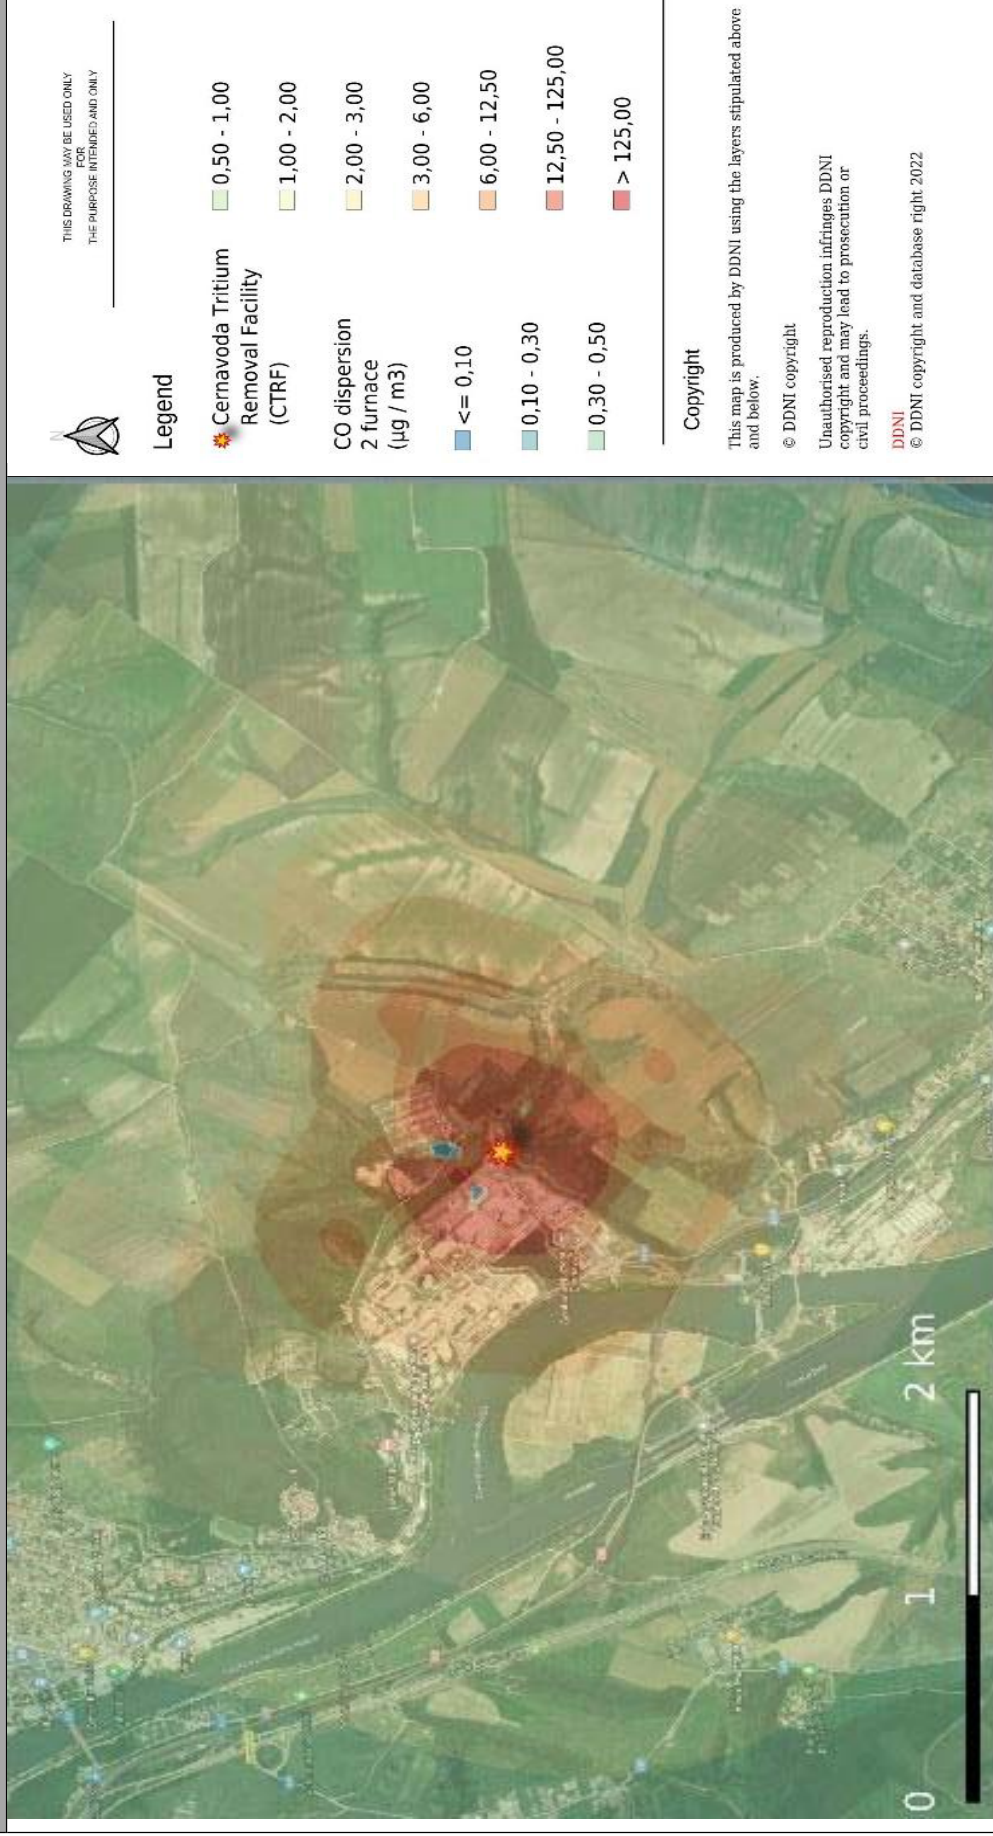 THIS DRAWING MAY BE USED ONLY
FOR
THE PURPOSE INTENDED AND ONLY
N
Legend
Cernavoda Tritium
Removal Facility
(CTRF)
CO dispersion
2 furnace
(µg / m3)
<= 0,10
0,10 - 0,30
0,30 - 0,50
0,50 - 1,00
1,00 - 2,00
2,00 - 3,00
3,00 - 6,00
6,00 - 12,50
12,50 - 125,00
> 125,00
Copyright
This map is produced by DDNI using the layers stipulated above
and below.
© DDNI copyright
Unauthorised reproduction infringes DDNI
copyright and may lead to prosecution or
civil proceedings.
DDNI
© DDNI copyright and database right 2022
0 1 2 km